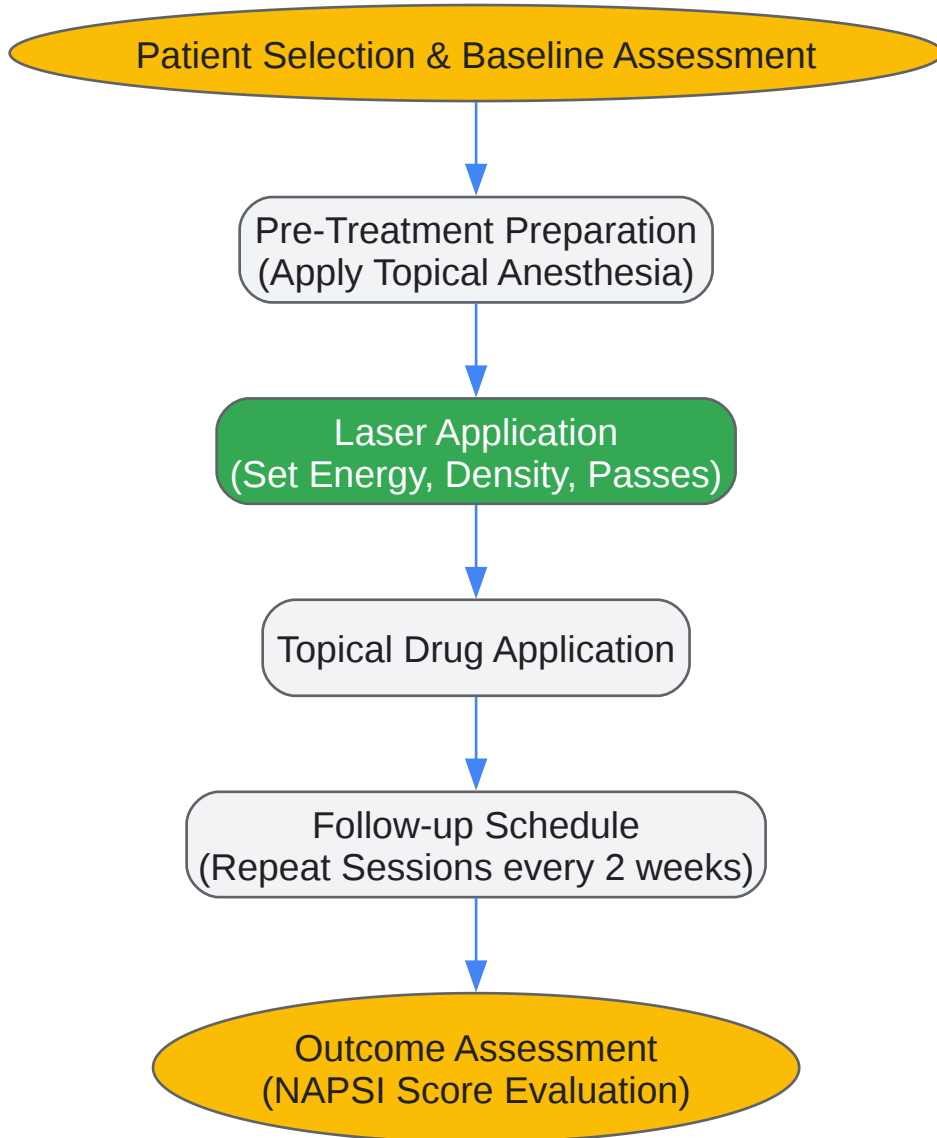 Patient Selection & Baseline Assessment
Pre-Treatment Preparation
(Apply Topical Anesthesia)
Laser Application
(Set Energy, Density, Passes)
Topical Drug Application
Follow-up Schedule
(Repeat Sessions every 2 weeks)
Outcome Assessment
(NAPSI Score Evaluation)